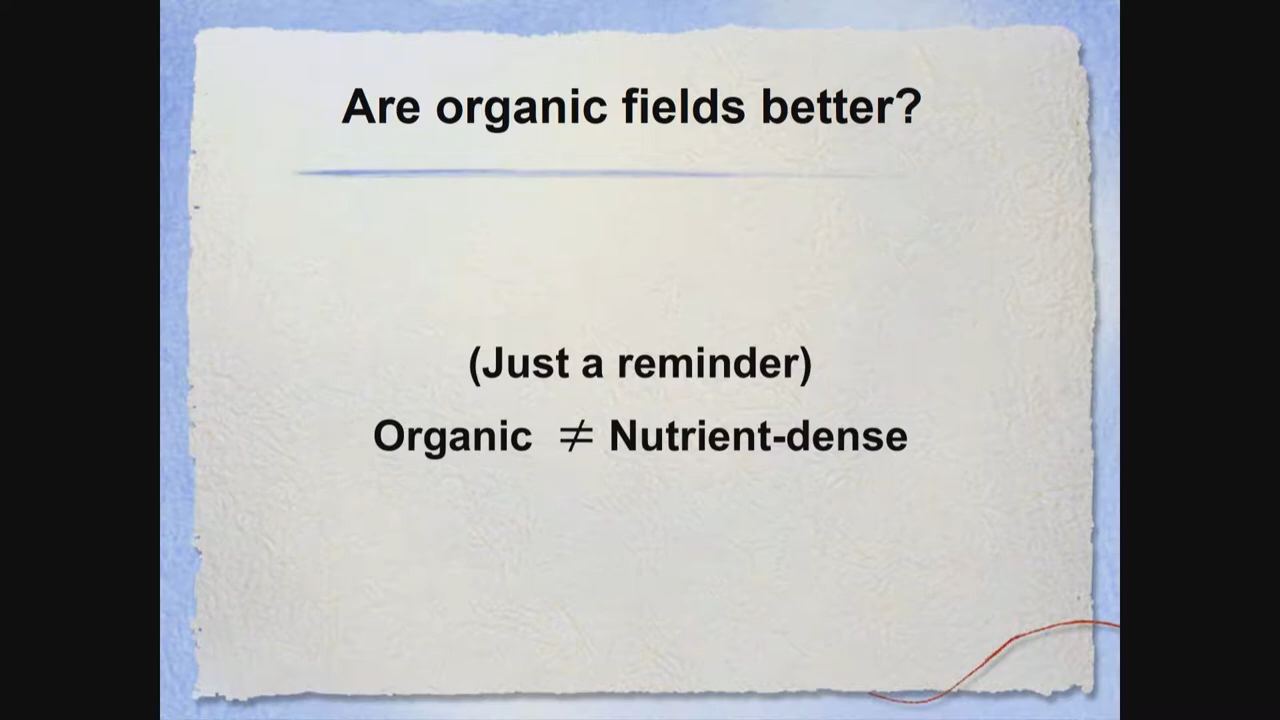 Are organic fields better?
(Just a reminder)
Organic ≠ Nutrient-dense